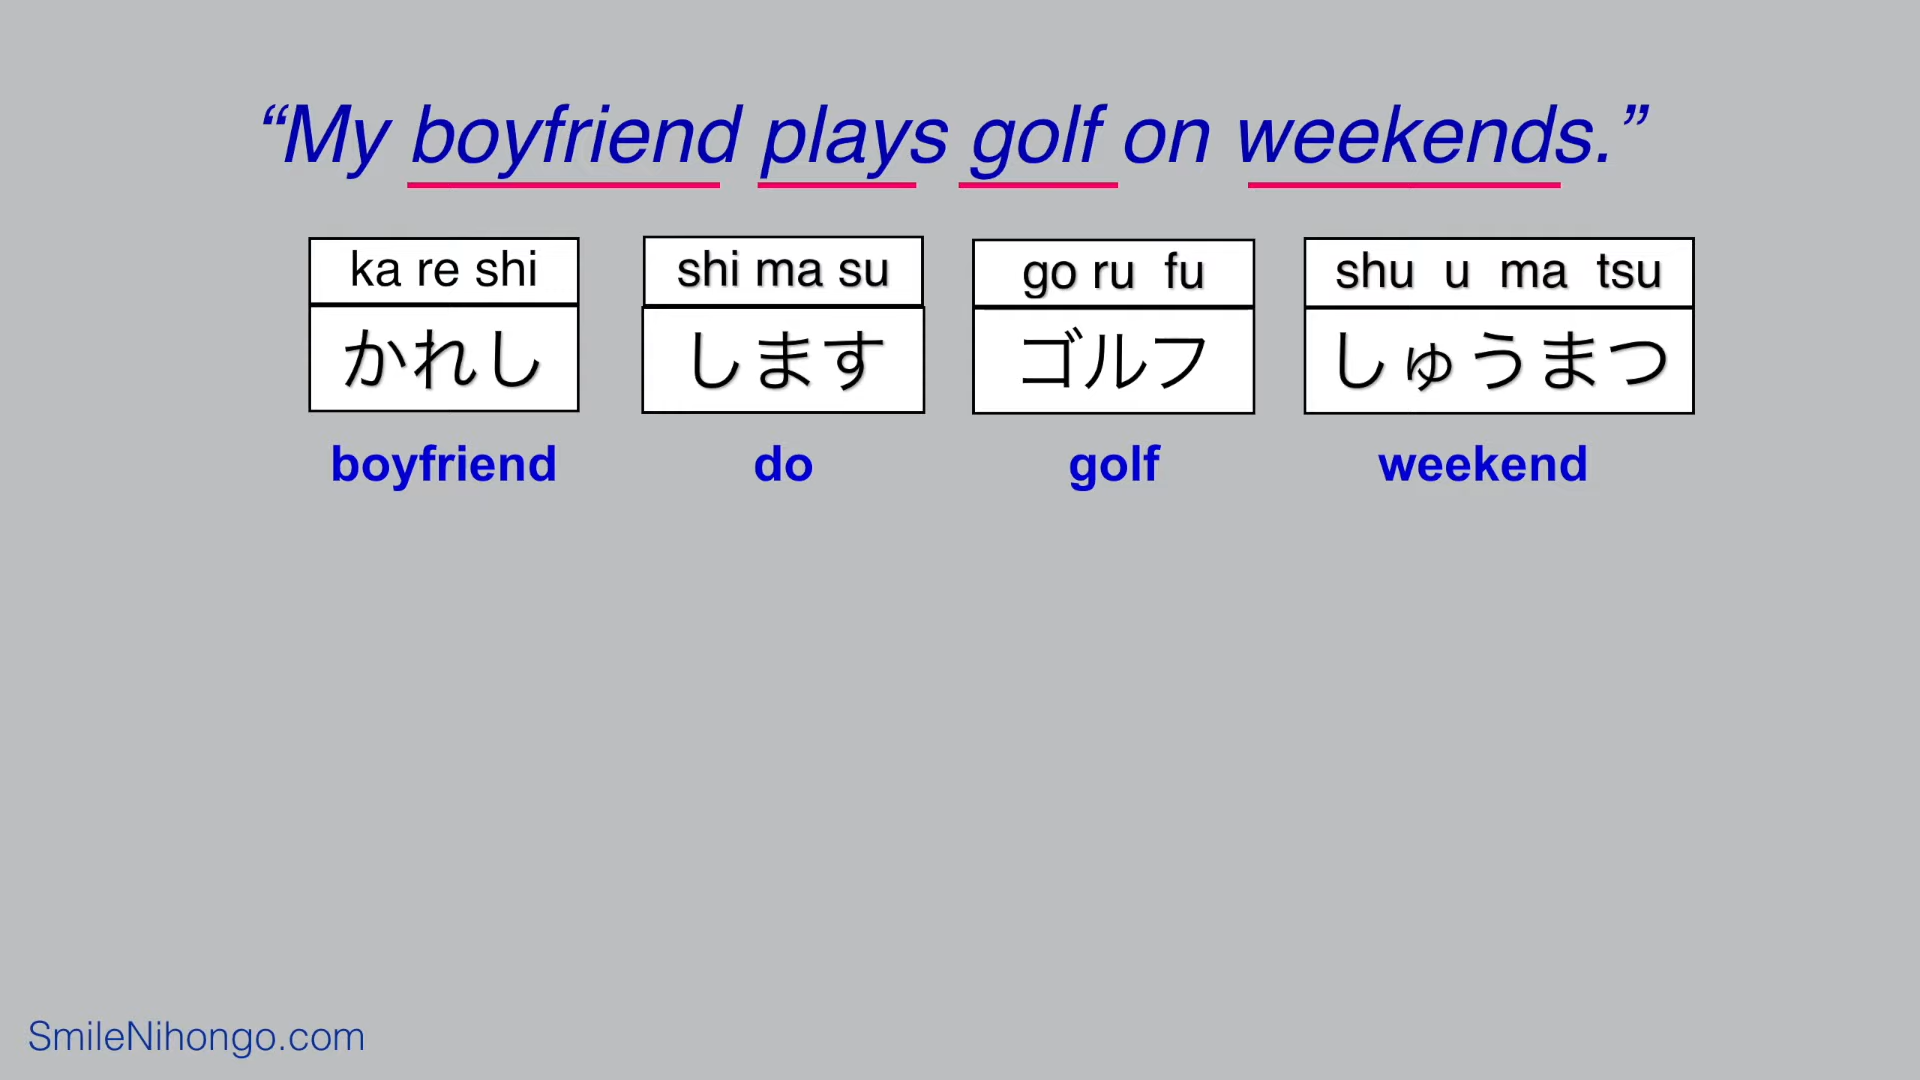 “My boyfriend plays golf on weekends.”
ka re shi
shi ma su
go ru fu
shu u ma tsu
かれし
します
ゴルフ
しゅうまつ
boyfriend
do
golf
weekend
SmileNihongo.com